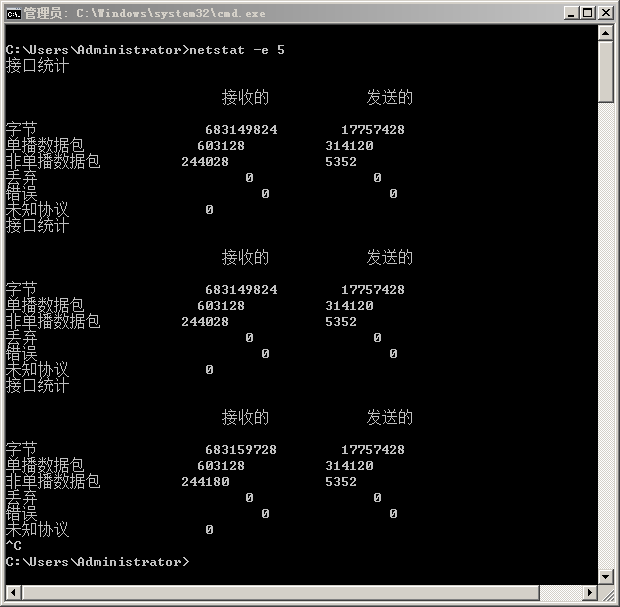 管理员: C:\Windows\system32\cmd.exe
C:\Users\Administrator>netstat -e 5
接口统计
接收的 发送的
字节 683149824 17757428
单播数据包 603128 314120
非单播数据包 244028 5352
丢弃 0 0
错误 0 0
未知协议 0
接口统计
接收的 发送的
字节 683149824 17757428
单播数据包 603128 314120
非单播数据包 244028 5352
丢弃 0 0
错误 0 0
未知协议 0
接口统计
接收的 发送的
字节 683159728 17757428
单播数据包 603128 314120
非单播数据包 244180 5352
丢弃 0 0
错误 0 0
未知协议 0
^C
C:\Users\Administrator>